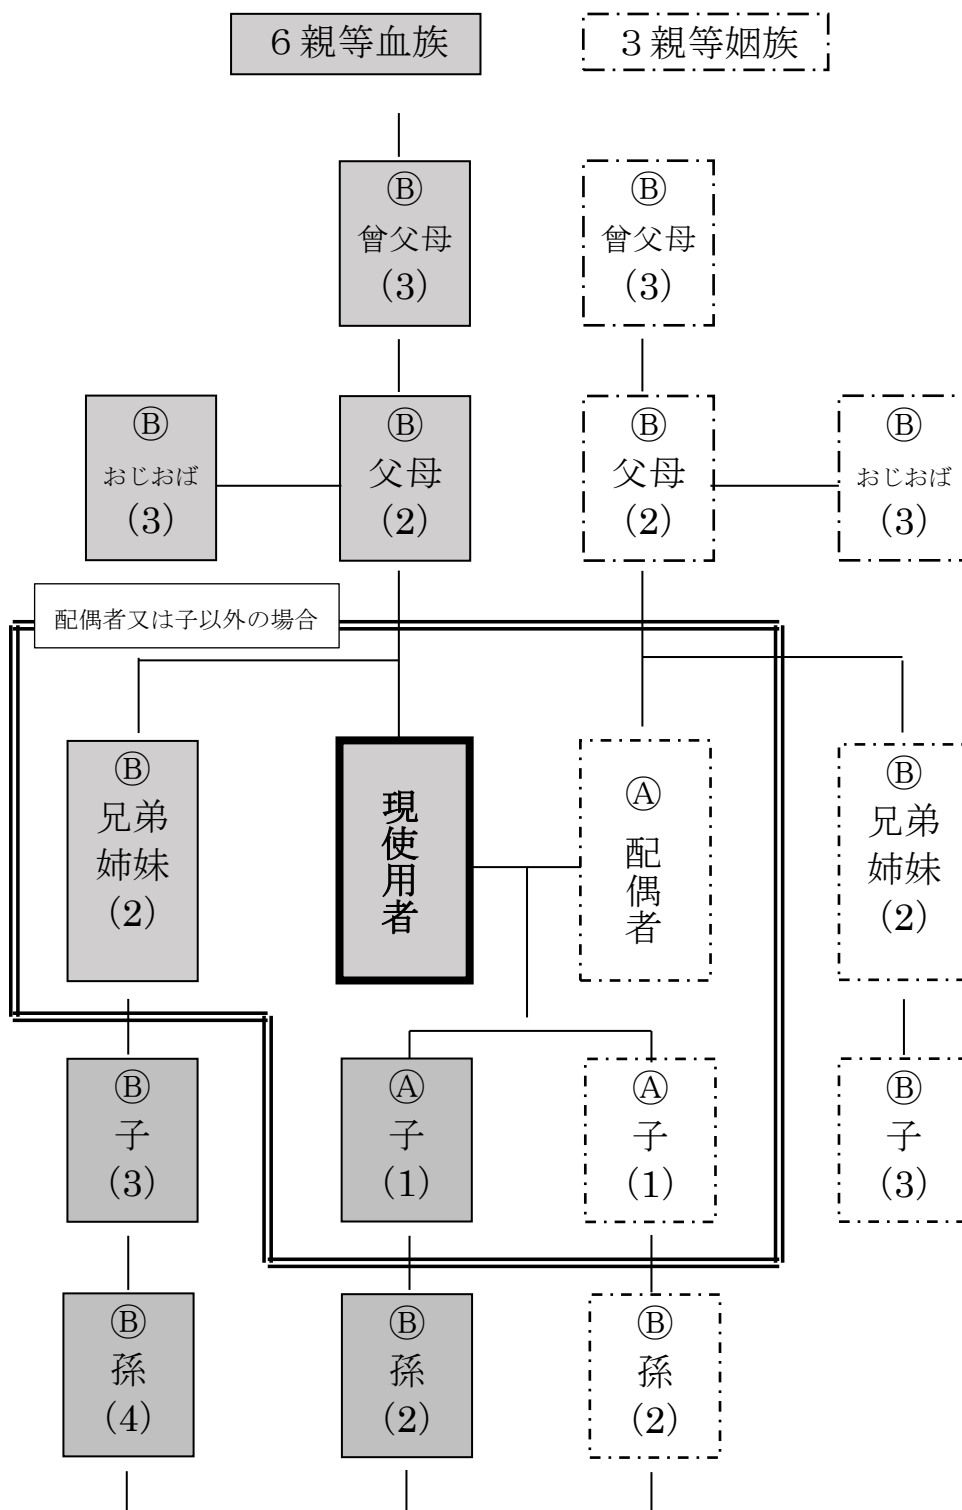 ６親等血族
３親等姻族
Ⓑ
曾父母
(3)
Ⓑ
曾父母
(3)
Ⓑ
おじおば
(3)
Ⓑ
父母
(2)
Ⓑ
父母
(2)
Ⓑ
おじおば
(3)
配偶者又は子以外の場合
Ⓑ
兄弟
姉妹
(2)
現使用者
Ⓐ
配偶者
Ⓑ
兄弟
姉妹
(2)
Ⓑ
子
(3)
Ⓐ
子
(1)
Ⓐ
子
(1)
Ⓑ
子
(3)
Ⓑ
孫
(4)
Ⓑ
孫
(2)
Ⓑ
孫
(2)